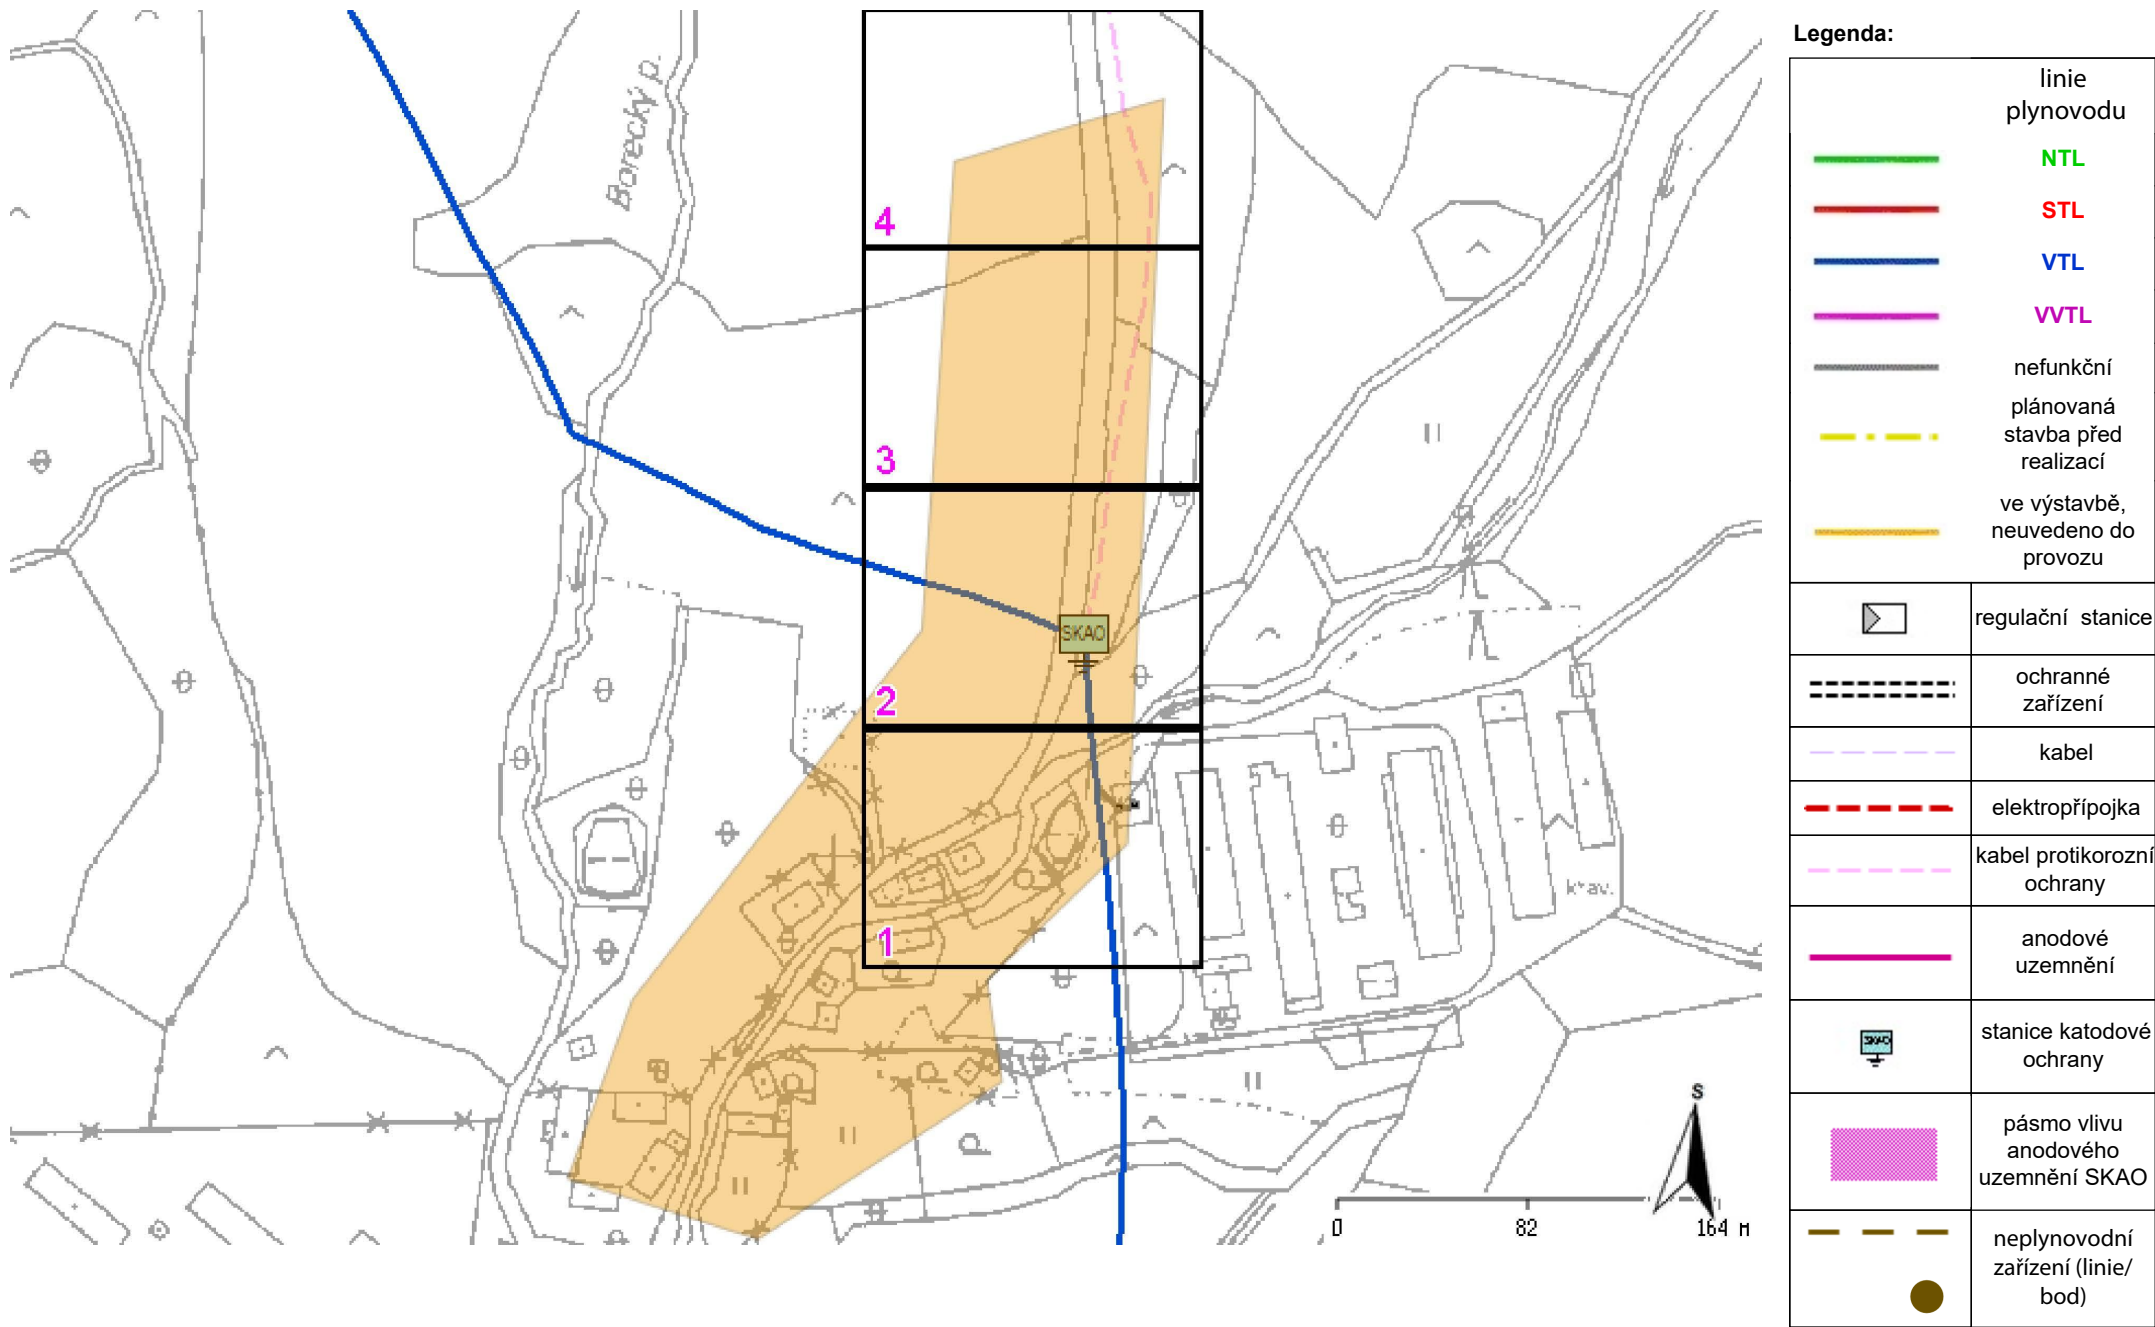 Borecký p.
4
3
2
1
SKAO
krav.
S
0
82
164 M
Legenda:
linie
plynovodu
NTL
STL
VTL
VVTL
nefunkční
plánovaná
stavba před
realizací
ve výstavbě,
neuvedeno do
provozu
regulační stanice
ochranné
zařízení
kabel
elektropřípojka
kabel protikorozní
ochrany
anodové
uzemnění
SKAO
stanice katodové
ochrany
pásmo vlivu
anodového
uzemnění SKAO
neplynovodní
zařízení (linie/
bod)